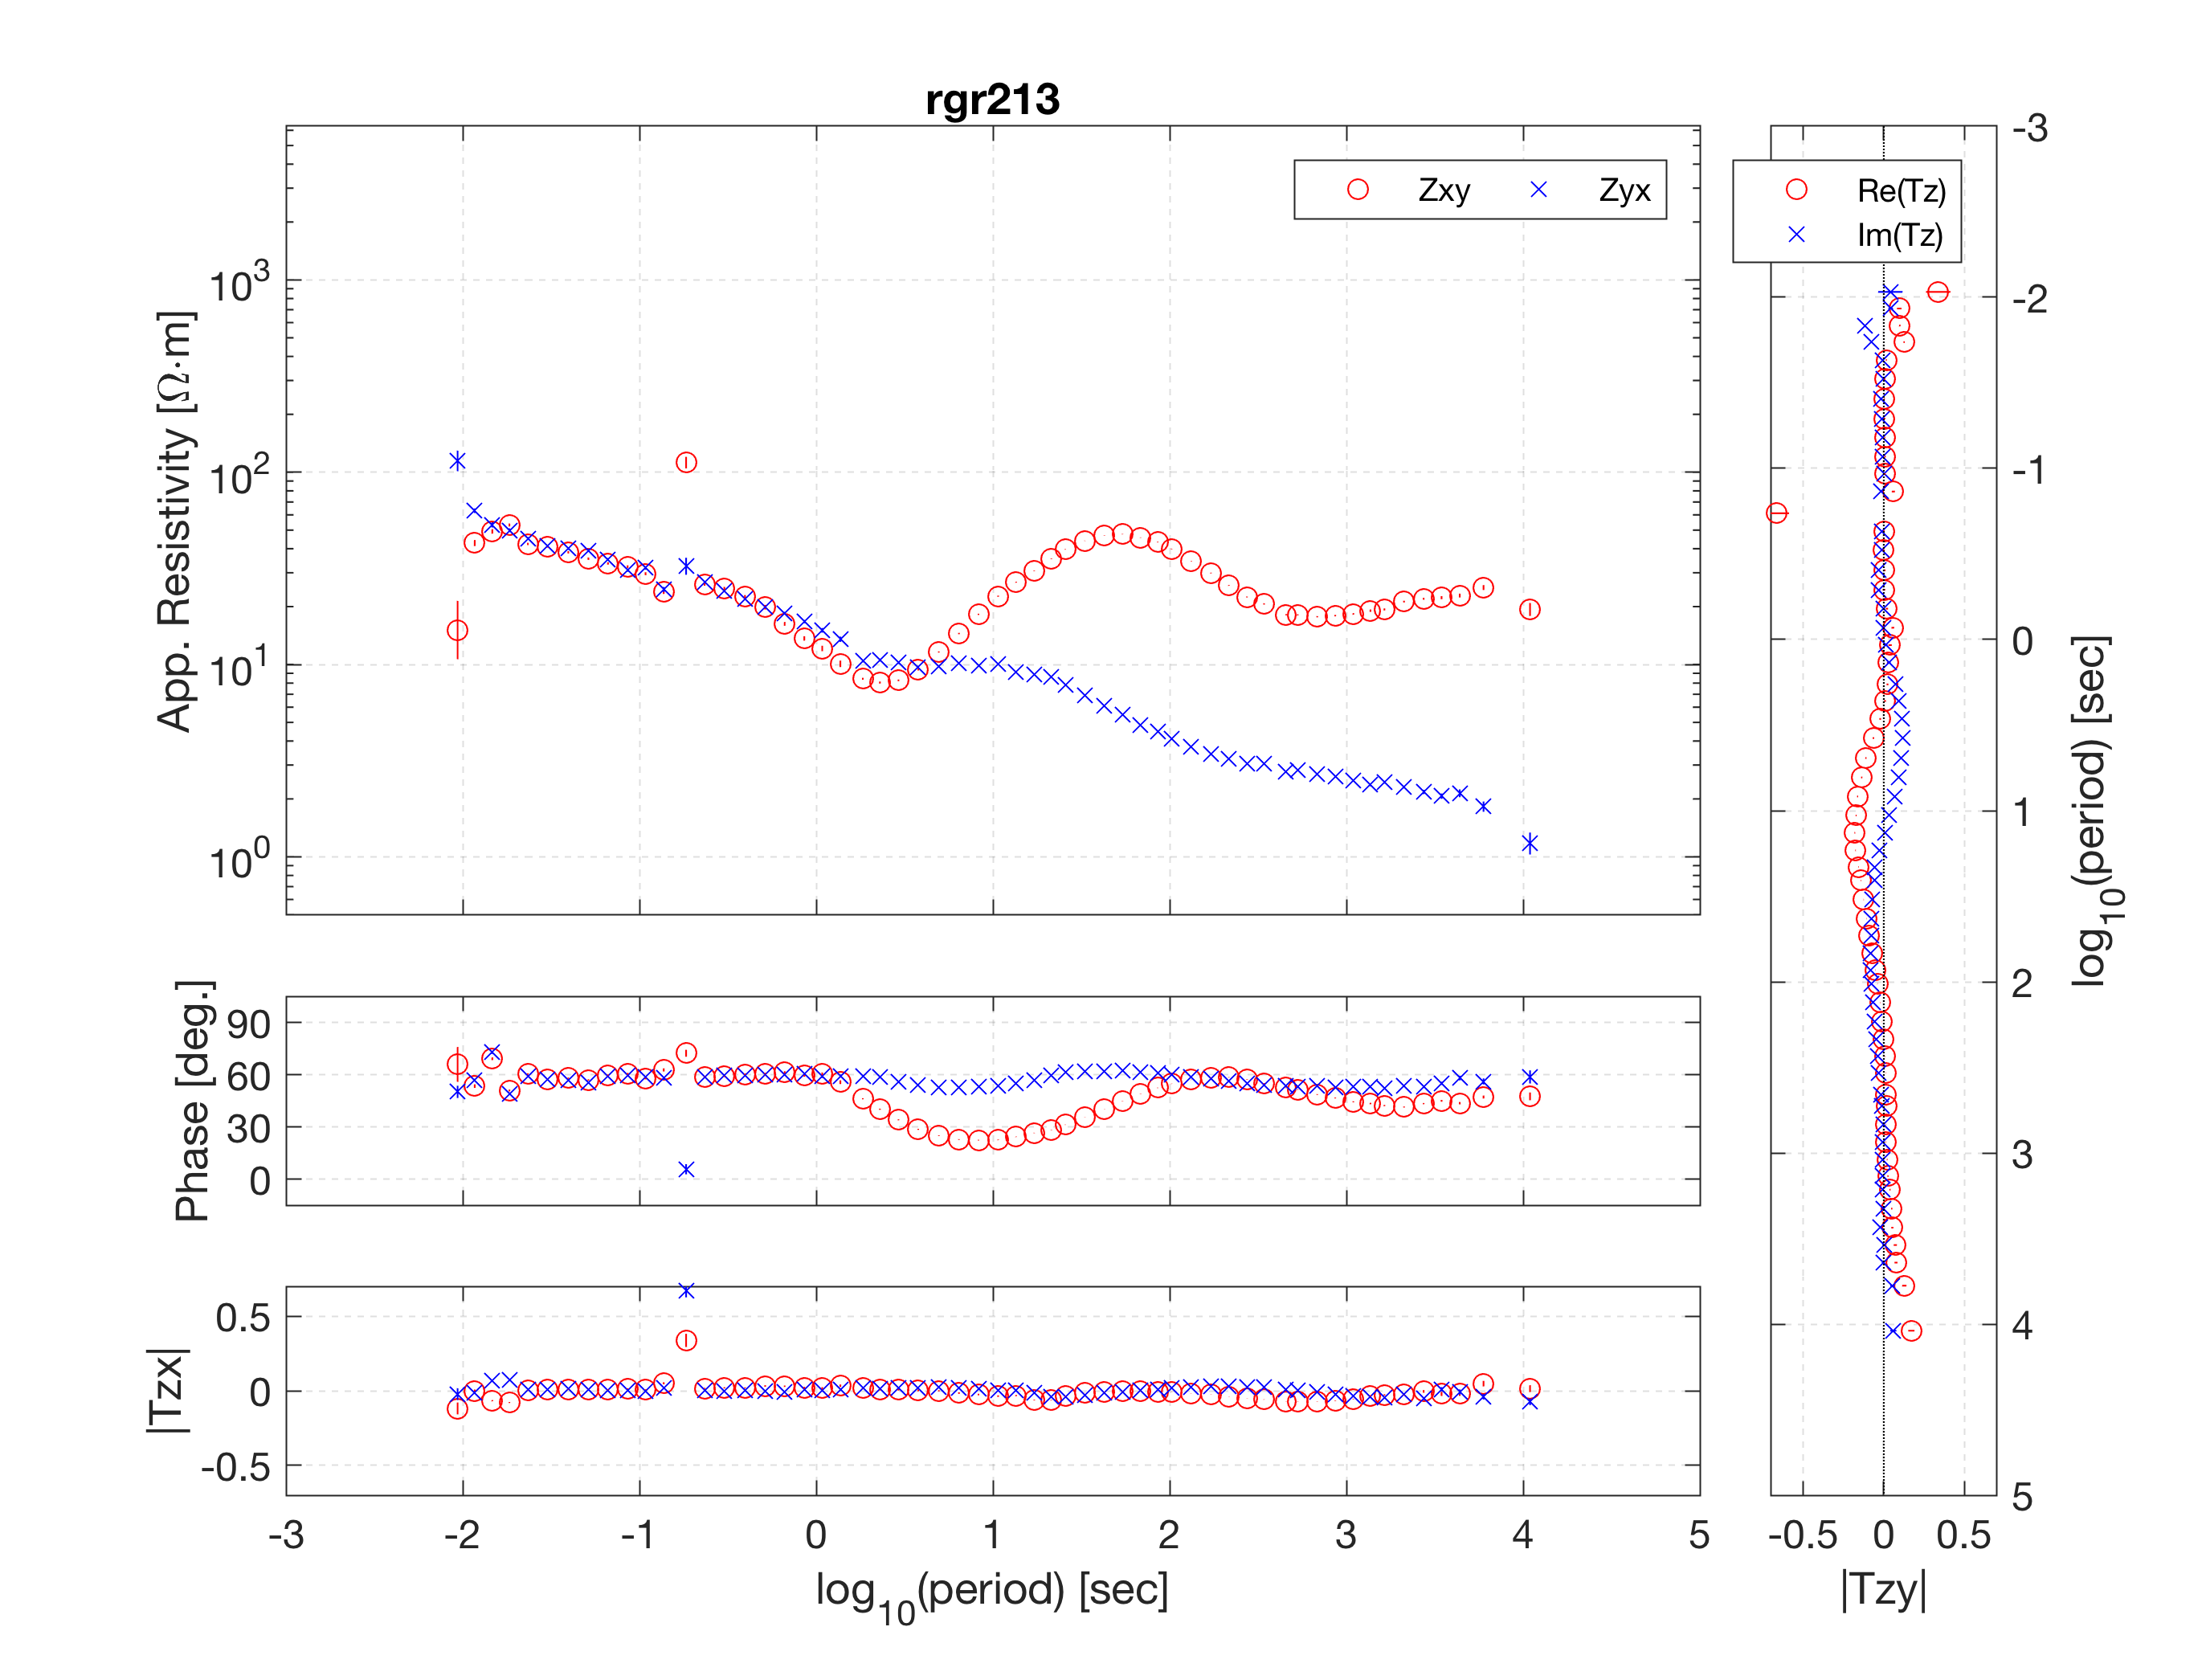 rgr213
Zxy Zyx
Re(Tz)
Im(Tz)
App. Resistivity [Ω·m]
10^3
10^2
10^1
10^0
Phase [deg.]
90
60
30
0
|Tzx|
0.5
0
-0.5
-3 -2 -1 0 1 2 3 4 5
log10(period) [sec]
-3
-2
-1
0
1
2
3
4
5
log10(period) [sec]
-0.5 0 0.5
|Tzy|